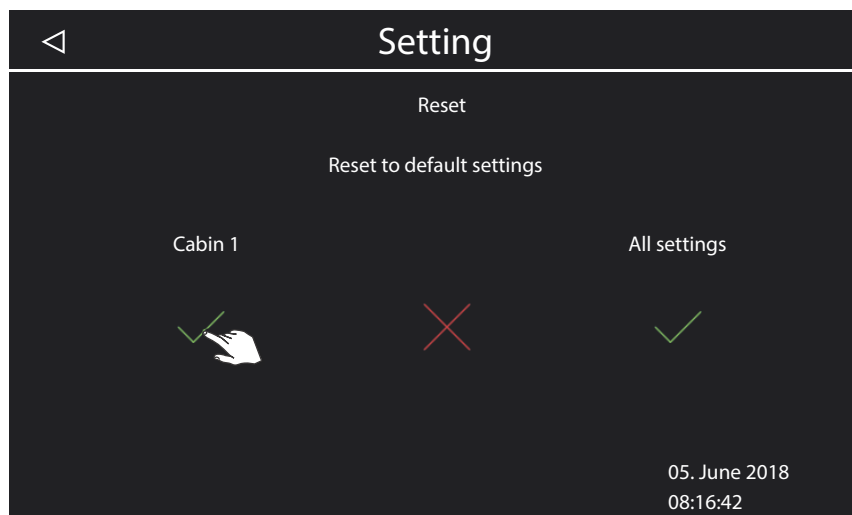 Setting
Reset
Reset to default settings
Cabin 1
All settings
05. June 2018
08:16:42